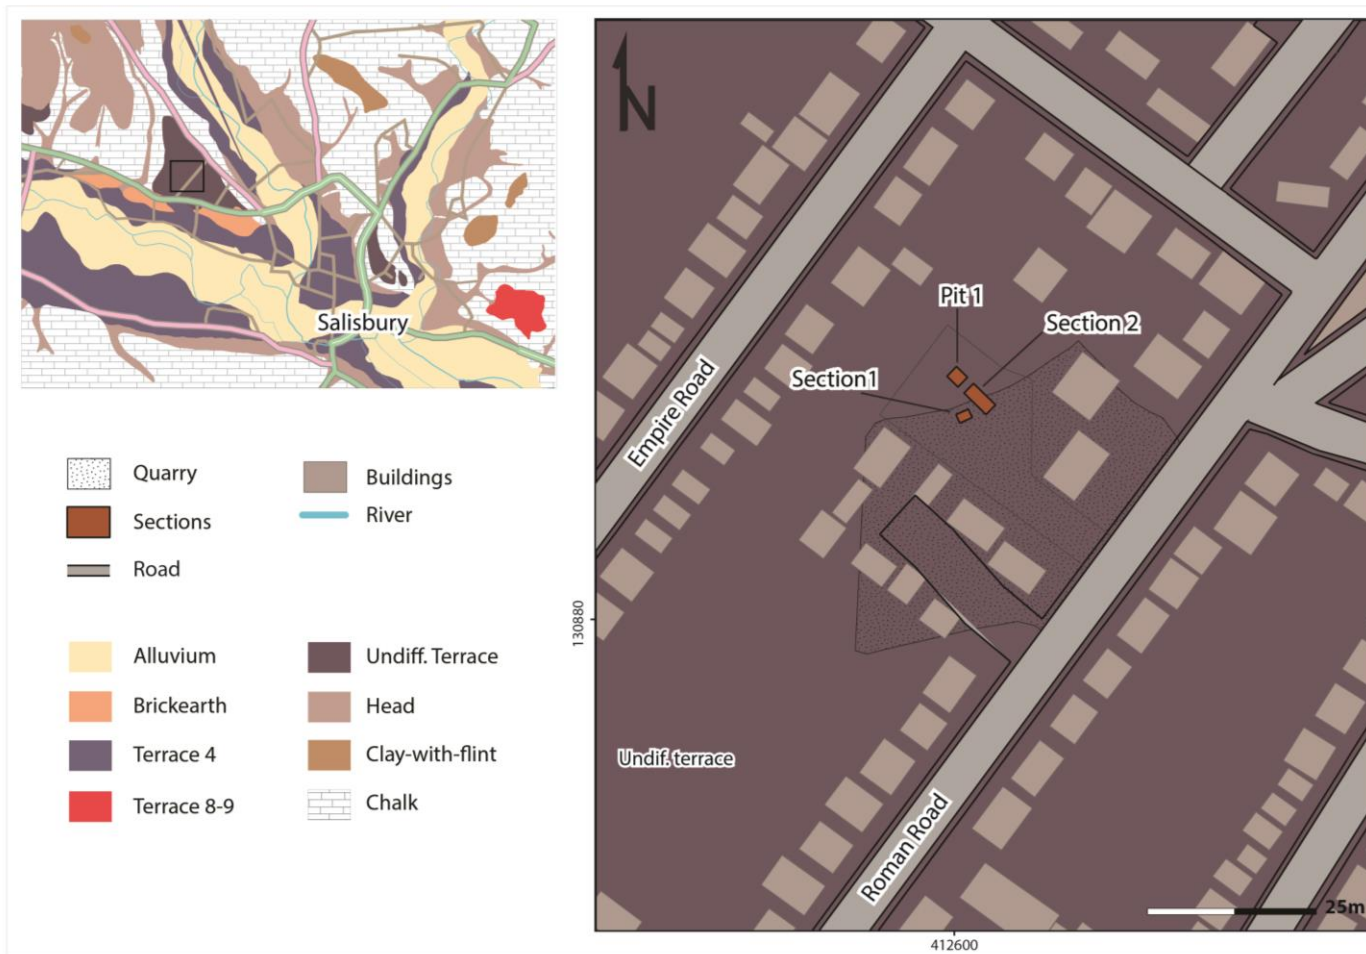 Salisbury
Quarry
Sections
Road
Buildings
River
Alluvium
Brickearth
Terrace 4
Terrace 8-9
Undiff. Terrace
Head
Clay-with-flint
Chalk
N
Pit 1
Section 2
Section1
Empire Road
130880
Undif. terrace
Roman Road
25m
412600